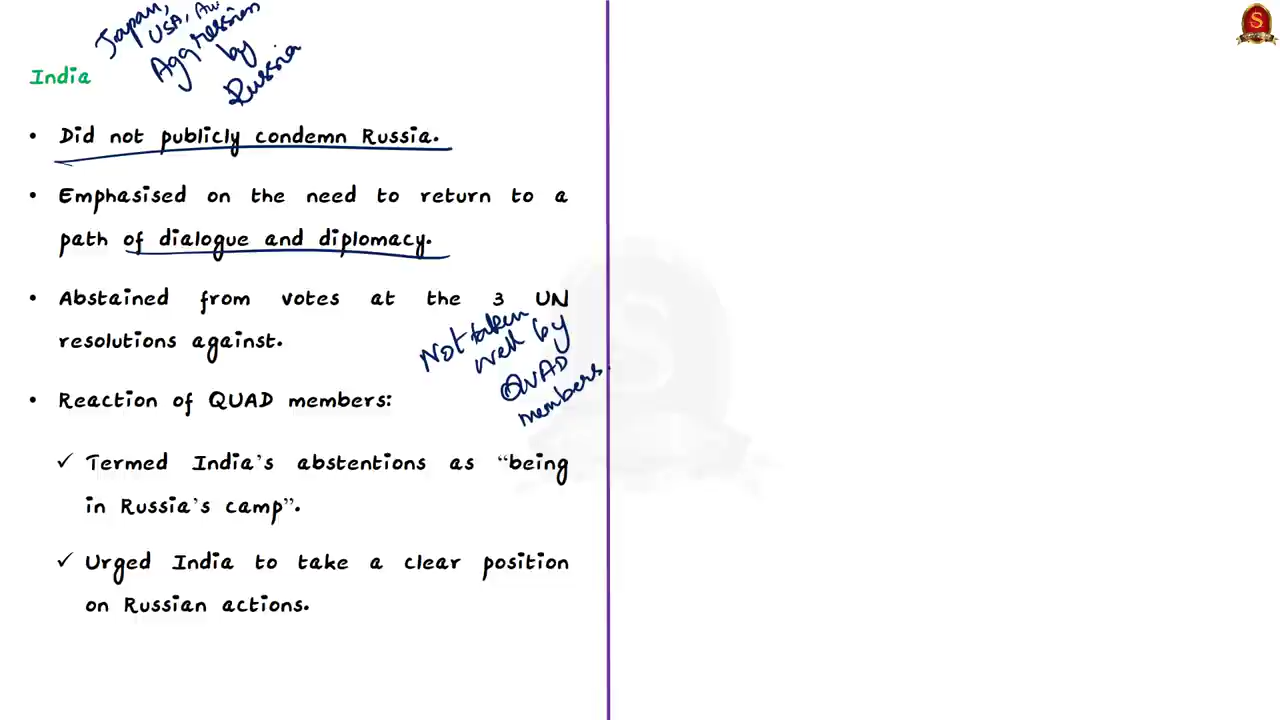 Japan,
USA, Au
Aggression
by
Russia
India
• Did not publicly condemn Russia.
• Emphasised on the need to return to a
path of dialogue and diplomacy.
• Abstained from votes at the 3 UN
resolutions against.
Not taken
well by
QUAD
members.
• Reaction of QUAD members:
✓ Termed India's abstentions as “being
in Russia's camp”.
✓ Urged India to take a clear position
on Russian actions.
S